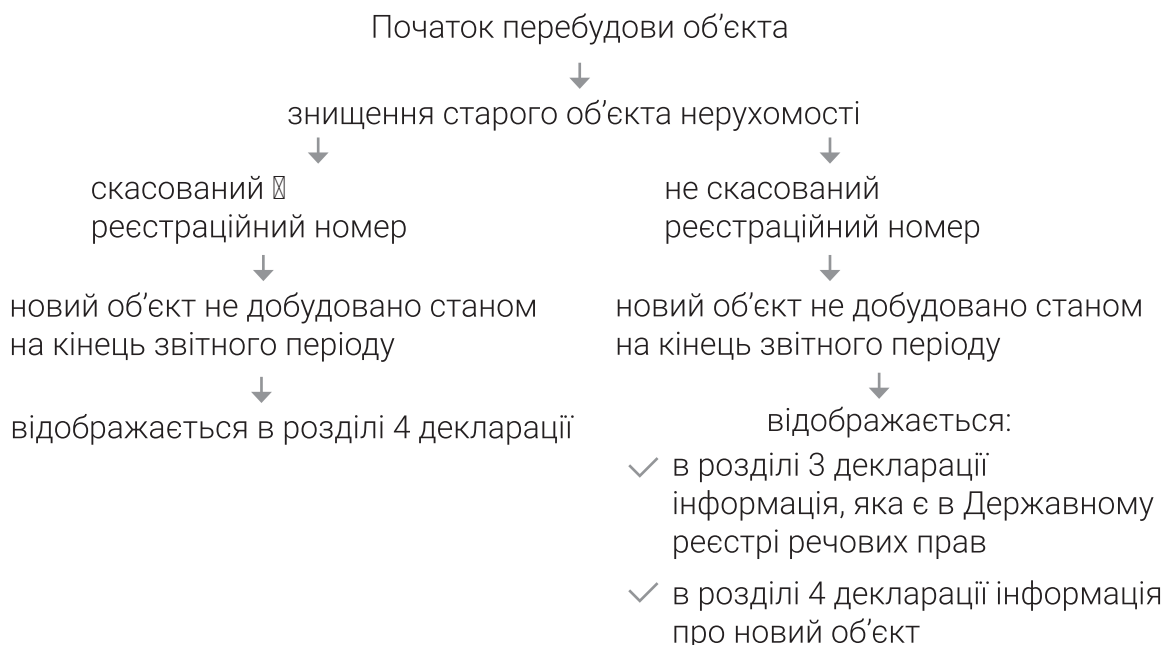 Початок перебудови об’єкта
знищення старого об’єкта нерухомості
скасований
реєстраційний номер
новий об’єкт не добудовано станом
на кінець звітного періоду
відображається в розділі 4 декларації
не скасований
реєстраційний номер
новий об’єкт не добудовано станом
на кінець звітного періоду
відображається:
в розділі 3 декларації
інформація, яка є в Державному
реєстрі речових прав
в розділі 4 декларації інформація
про новий об’єкт